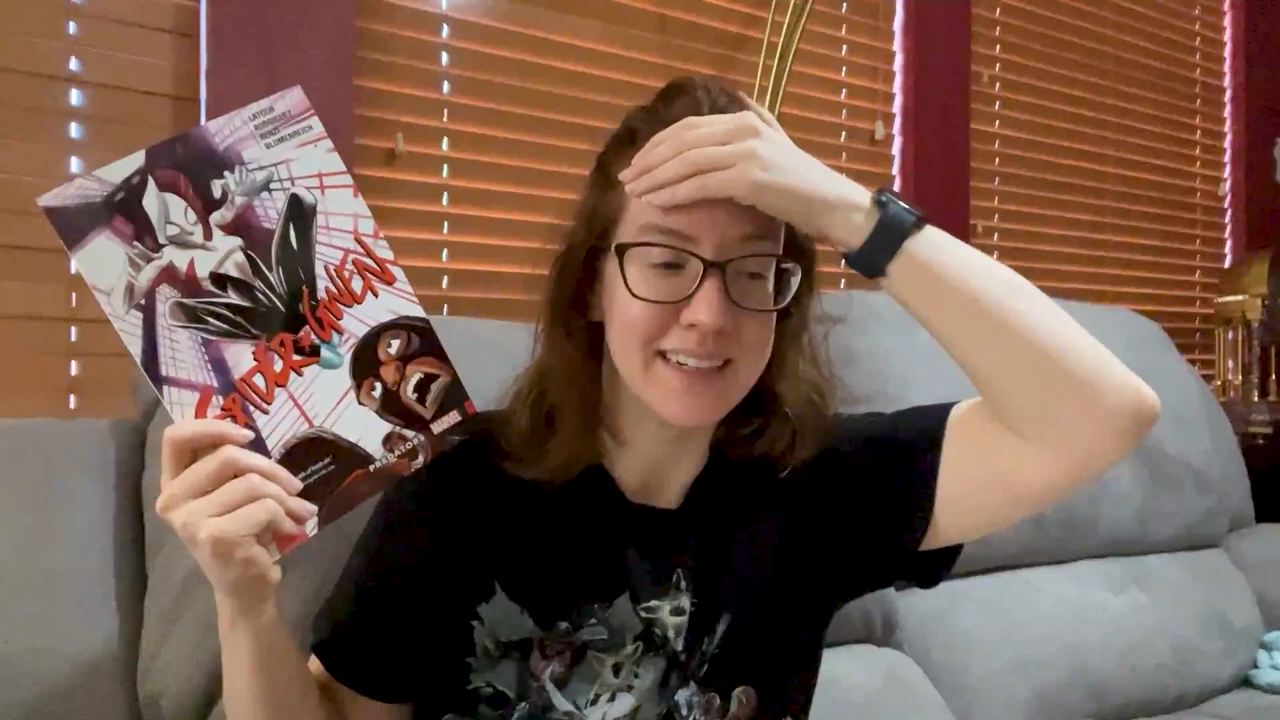 LATOUR
RODRIGUEZ
RENZI
BLUMENREICH
SPIDER-GWEN
MARVEL
PREDATORS